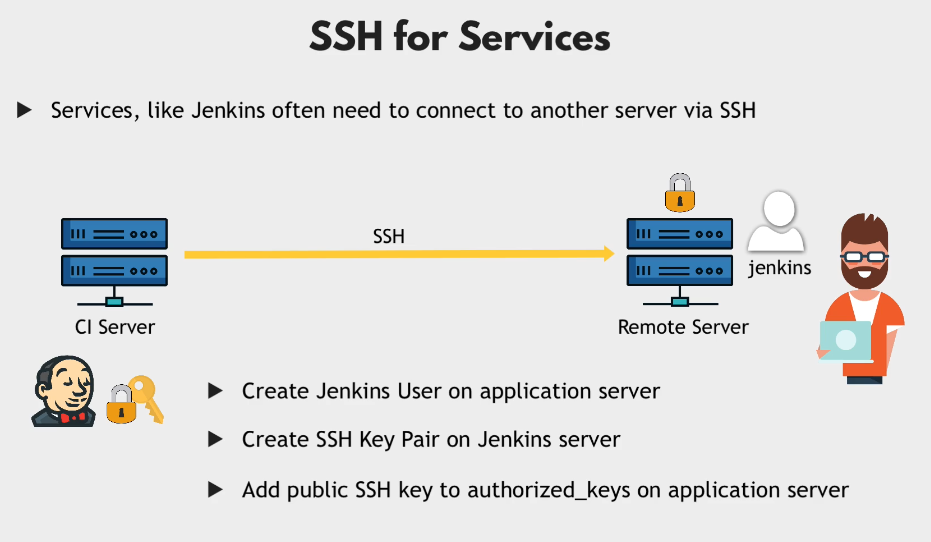 SSH for Services
Services, like Jenkins often need to connect to another server via SSH
SSH
jenkins
CI Server
Remote Server
Create Jenkins User on application server
Create SSH Key Pair on Jenkins server
Add public SSH key to authorized_keys on application server